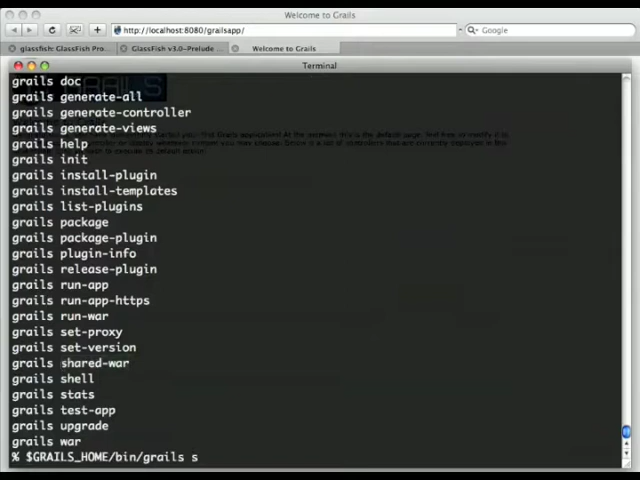 Welcome to Grails
http://localhost:8080/grailsapp/
Google
glassfish: GlassFish Pro...
GlassFish v3.0-Prelude ...
Welcome to Grails
Terminal
grails doc
grails generate-all
grails generate-controller
grails generate-views
grails help
grails init
grails install-plugin
grails install-templates
grails list-plugins
grails package
grails package-plugin
grails plugin-info
grails release-plugin
grails run-app
grails run-app-https
grails run-war
grails set-proxy
grails set-version
grails shared-war
grails shell
grails stats
grails test-app
grails upgrade
grails war
% $GRAILS_HOME/bin/grails s